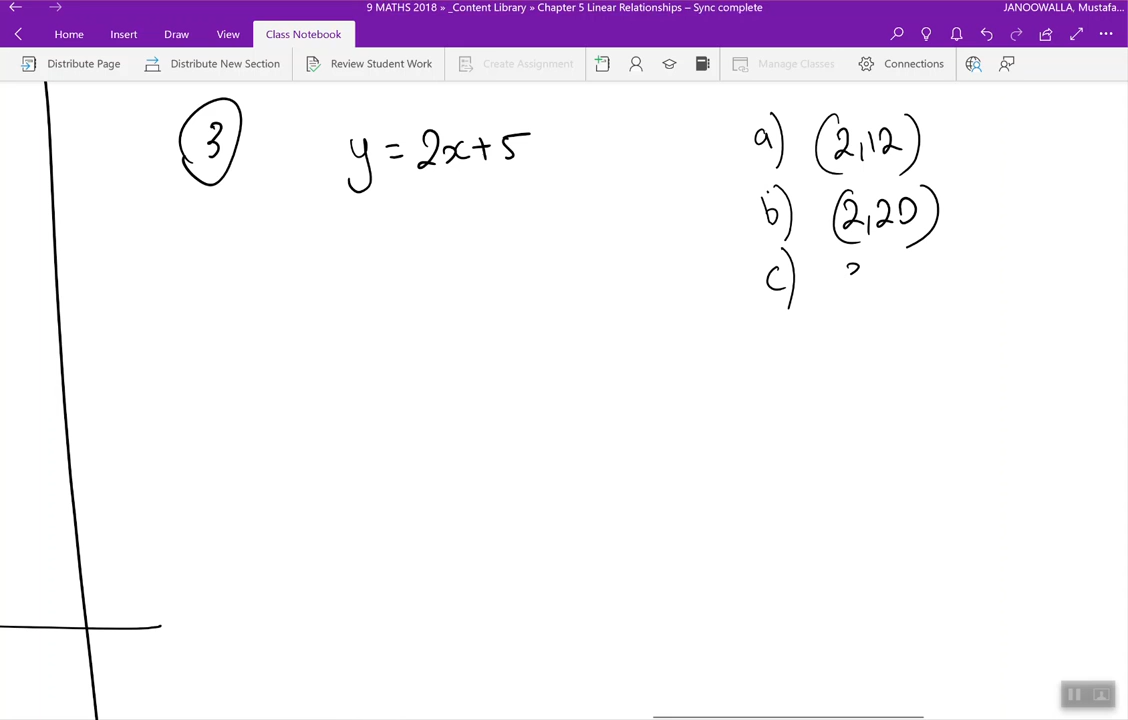 9 MATHS 2018 » _Content Library » Chapter 5 Linear Relationships – Sync complete
JANOOWALLA, Mustafa...
Home Insert Draw View Class Notebook
Distribute Page Distribute New Section Review Student Work Create Assignment Manage Classes Connections
3 y = 2x + 5 a) (2,12)
b) (2,20)
c)